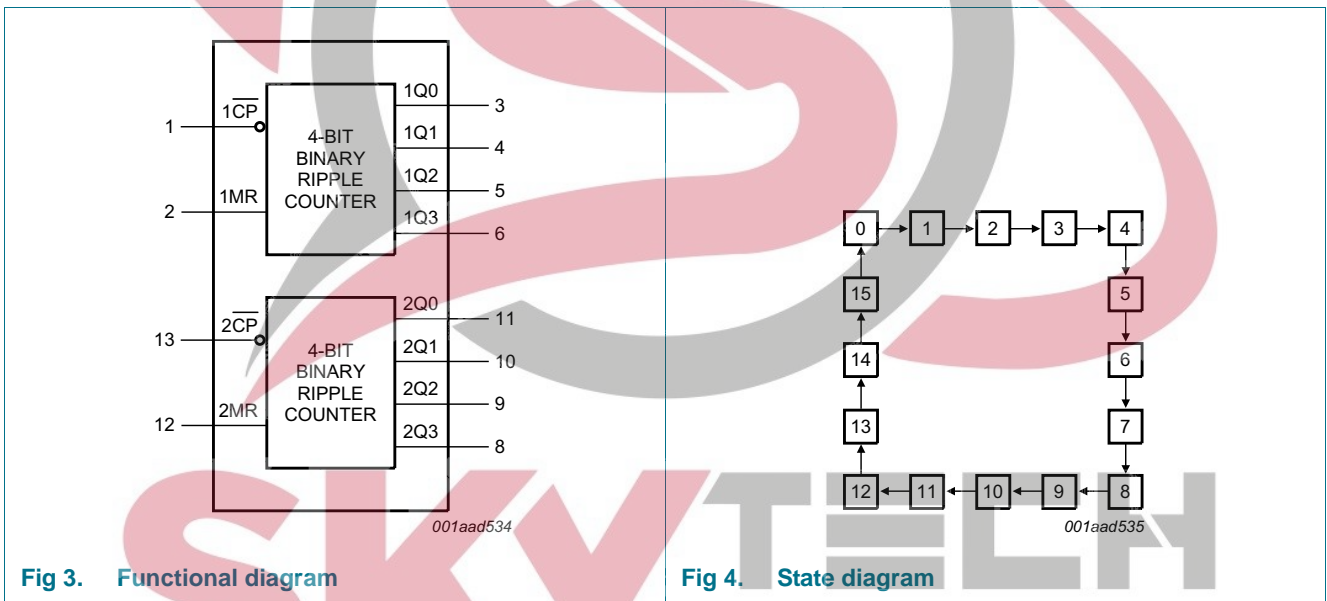 1CP
1
1MR
2
4-BIT
BINARY
RIPPLE
COUNTER
1Q0
3
1Q1
4
1Q2
5
1Q3
6
2CP
13
2MR
12
4-BIT
BINARY
RIPPLE
COUNTER
2Q0
11
2Q1
10
2Q2
9
2Q3
8
001aad534
Fig 3. Functional diagram
0 1 2 3 4
15 5
14 6
13 7
12 11 10 9 8
001aad535
Fig 4. State diagram
SKYTECH